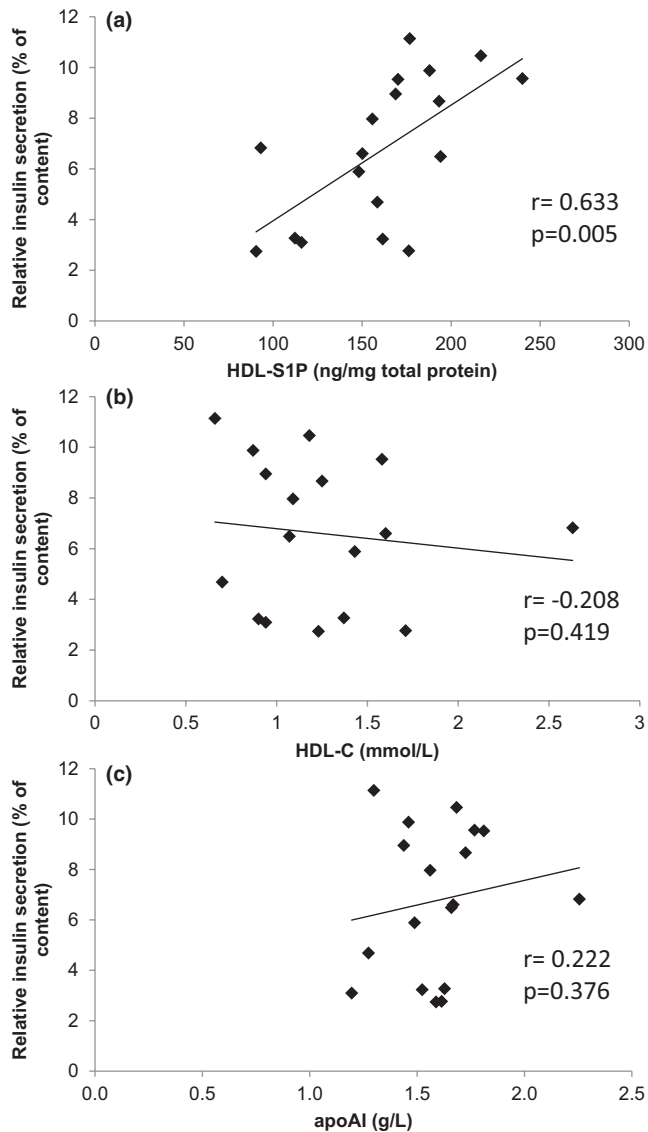 (a)
Relative insulin secretion (% of
content)
12
10
8
6
4
2
0
r= 0.633
p=0.005
0 50 100 150 200 250 300
HDL-S1P (ng/mg total protein)
(b)
Relative insulin secretion (% of
content)
12
10
8
6
4
2
0
r= -0.208
p=0.419
0 0.5 1 1.5 2 2.5 3
HDL-C (mmol/L)
(c)
Relative insulin secretion (% of
content)
12
10
8
6
4
2
0
r= 0.222
p=0.376
0.0 0.5 1.0 1.5 2.0 2.5
apoAI (g/L)